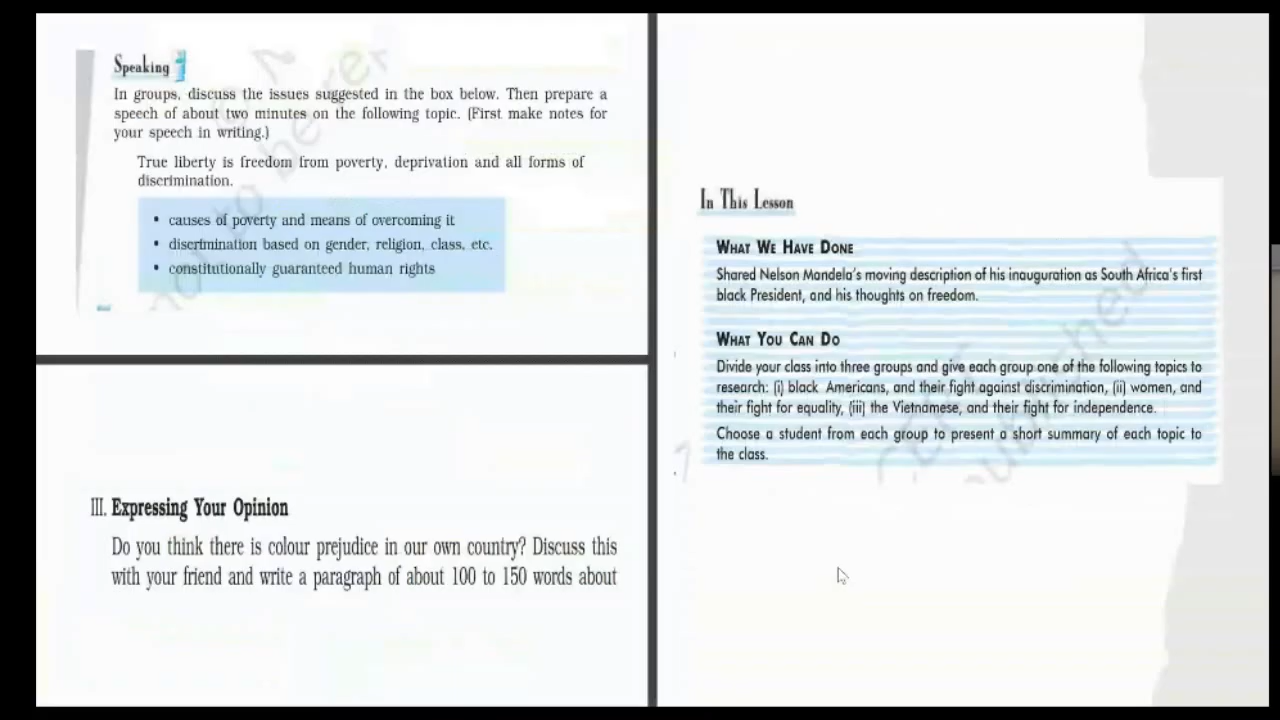 Speaking
In groups, discuss the issues suggested in the box below. Then prepare a
speech of about two minutes on the following topic. (First make notes for
your speech in writing.)
True liberty is freedom from poverty, deprivation and all forms of
discrimination.
• causes of poverty and means of overcoming it
• discrimination based on gender, religion, class, etc.
• constitutionally guaranteed human rights
III. Expressing Your Opinion
Do you think there is colour prejudice in our own country? Discuss this
with your friend and write a paragraph of about 100 to 150 words about
In This Lesson
WHAT WE HAVE DONE
Shared Nelson Mandela's moving description of his inauguration as South Africa's first
black President, and his thoughts on freedom.
WHAT YOU CAN DO
Divide your class into three groups and give each group one of the following topics to
research: (i) black Americans, and their fight against discrimination, (ii) women, and
their fight for equality, (iii) the Vietnamese, and their fight for independence.
Choose a student from each group to present a short summary of each topic to
the class.